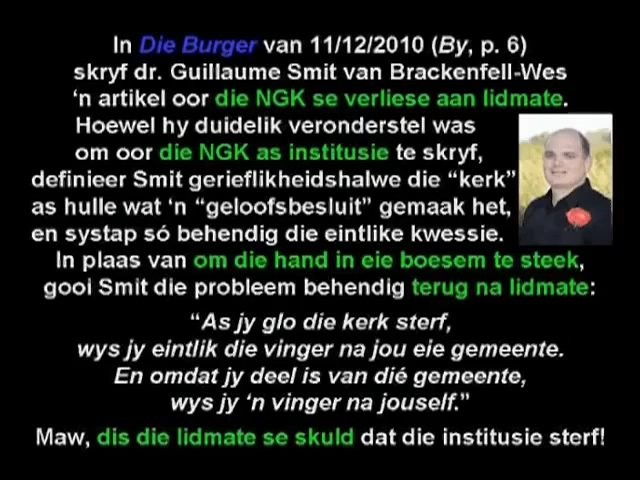 In Die Burger van 11/12/2010 (By, p. 6)
skryf dr. Guillaume Smit van Brackenfell-Wes
‘n artikel oor die NGK se verliese aan lidmate.
Hoewel hy duidelik veronderstel was
om oor die NGK as institusie te skryf,
definieer Smit gerieflikheidshalwe die “kerk”
as hulle wat ‘n “geloofsbesluit” gemaak het,
en systap só behendig die eintlike kwessie.
In plaas van om die hand in eie boesem te steek,
gooi Smit die probleem behendig terug na lidmate:
“As jy glo die kerk sterf,
wys jy eintlik die vinger na jou eie gemeente.
En omdat jy deel is van dié gemeente,
wys jy ‘n vinger na jouself.”
Maw, dis die lidmate se skuld dat die institusie sterf!